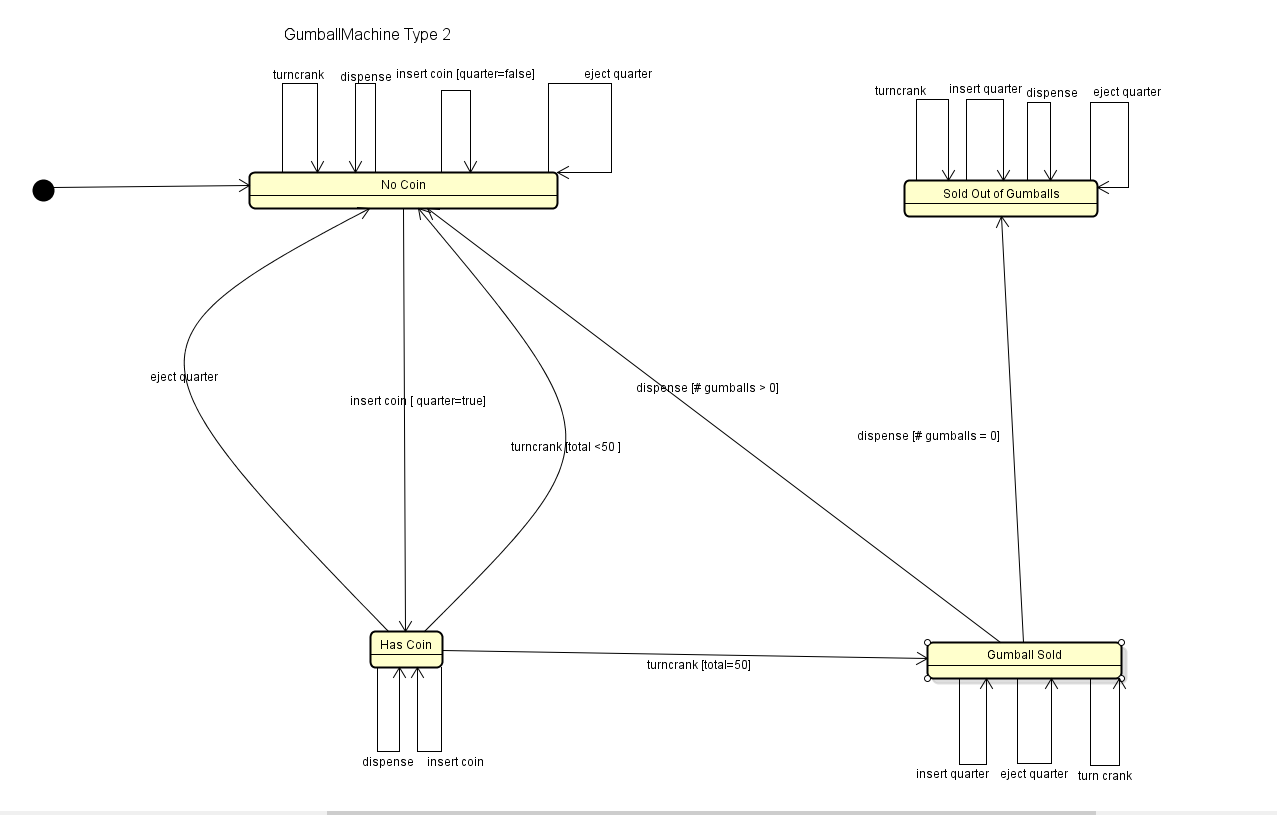 GumballMachine Type 2
turncrank
dispense
insert coin [quarter=false]
eject quarter
turncrank
insert quarter
dispense
eject quarter
No Coin
Sold Out of Gumballs
eject quarter
insert coin [ quarter=true]
turncrank [total <50 ]
dispense [# gumballs > 0]
dispense [# gumballs = 0]
Has Coin
turncrank [total=50]
Gumball Sold
dispense
insert coin
insert quarter
eject quarter
turn crank